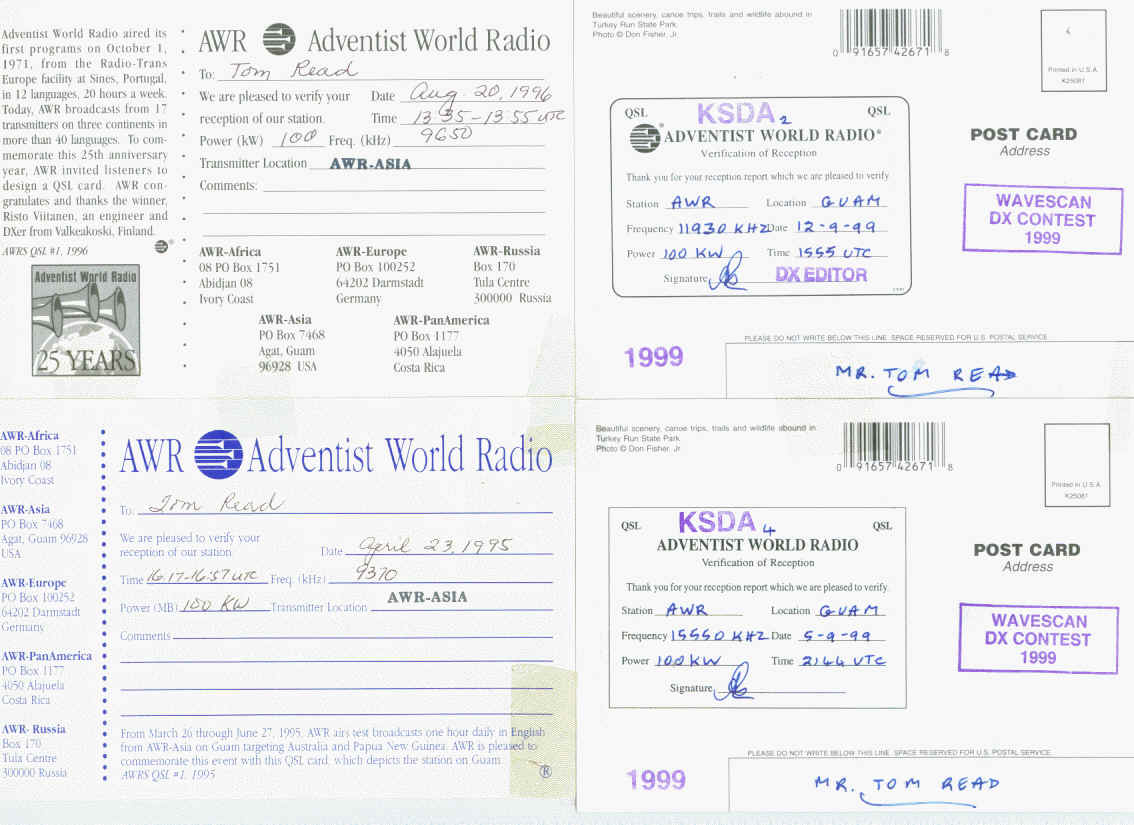 Adventist World Radio aired its
first programs on October 1,
1971, from the Radio-Trans
Europe facility at Sines, Portugal,
in 12 languages, 20 hours a week.
Today, AWR broadcasts from 17
transmitters on three continents in
more than 40 languages. To com-
memorate this 25th anniversary
year, AWR invited listeners to
design a QSL card. AWR con-
gratulates and thanks the winner,
Risto Viitanen, an engineer and
DXer from Valkeakoski, Finland.
AWRS QSL #1, 1996
Adventist World Radio
25 YEARS
AWR Adventist World Radio
To: Tom Read
We are pleased to verify your Date Aug. 20, 1996
reception of our station. Time 13:35-13:55 UTC
Power (kW) 100 Freq. (kHz) 9650
Transmitter Location AWR-ASIA
Comments:
AWR-Africa
08 PO Box 1751
Abidjan 08
Ivory Coast
AWR-Europe
PO Box 100252
64202 Darmstadt
Germany
AWR-Russia
Box 170
Tula Centre
300000 Russia
AWR-Asia
PO Box 7468
Agat, Guam
96928 USA
AWR-PanAmerica
PO Box 1177
4050 Alajuela
Costa Rica
Beautiful scenery, canoe trips, trails and wildlife abound in
Turkey Run State Park.
Photo © Don Fisher, Jr.
0 91657 42671 8
Printed in U.S.A.
K25081
QSL KSDA 2 QSL
ADVENTIST WORLD RADIO®
Verification of Reception
Thank you for your reception report which we are pleased to verify.
Station AWR Location GUAM
Frequency 11930 KHZ Date 12-9-99
Power 100 KW Time 1555 UTC
Signature DX EDITOR
POST CARD
Address
WAVESCAN
DX CONTEST
1999
PLEASE DO NOT WRITE BELOW THIS LINE. SPACE RESERVED FOR U.S. POSTAL SERVICE.
1999
MR. TOM READ
AWR-Africa
08 PO Box 1751
Abidjan 08
Ivory Coast
AWR-Asia
PO Box 7468
Agat, Guam 96928
USA
AWR-Europe
PO Box 100252
64202 Darmstadt
Germany
AWR-PanAmerica
PO Box 1177
4050 Alajuela
Costa Rica
AWR- Russia
Box 170
Tula Centre
300000 Russia
AWR Adventist World Radio
To: Tom Read
We are pleased to verify your
reception of our station. Date April 23, 1995
Time 16:17-16:57 UTC Freq. (kHz) 9370
Power (MB) 100 KW Transmitter Location AWR-ASIA
Comments
From March 26 through June 27, 1995, AWR airs test broadcasts one hour daily in English
from AWR-Asia on Guam targeting Australia and Papua New Guinea. AWR is pleased to
commemorate this event with this QSL card, which depicts the station on Guam.
AWRS QSL #1, 1995
®
Beautiful scenery, canoe trips, trails and wildlife abound in
Turkey Run State Park.
Photo © Don Fisher, Jr.
0 91657 42671 8
Printed in U.S.A.
K25081
QSL KSDA 4 QSL
ADVENTIST WORLD RADIO
Verification of Reception
Thank you for your reception report which we are pleased to verify.
Station AWR Location GUAM
Frequency 15550 KHZ Date 5-9-99
Power 100KW Time 2144 UTC
Signature
POST CARD
Address
WAVESCAN
DX CONTEST
1999
PLEASE DO NOT WRITE BELOW THIS LINE. SPACE RESERVED FOR U.S. POSTAL SERVICE
1999
MR. TOM READ